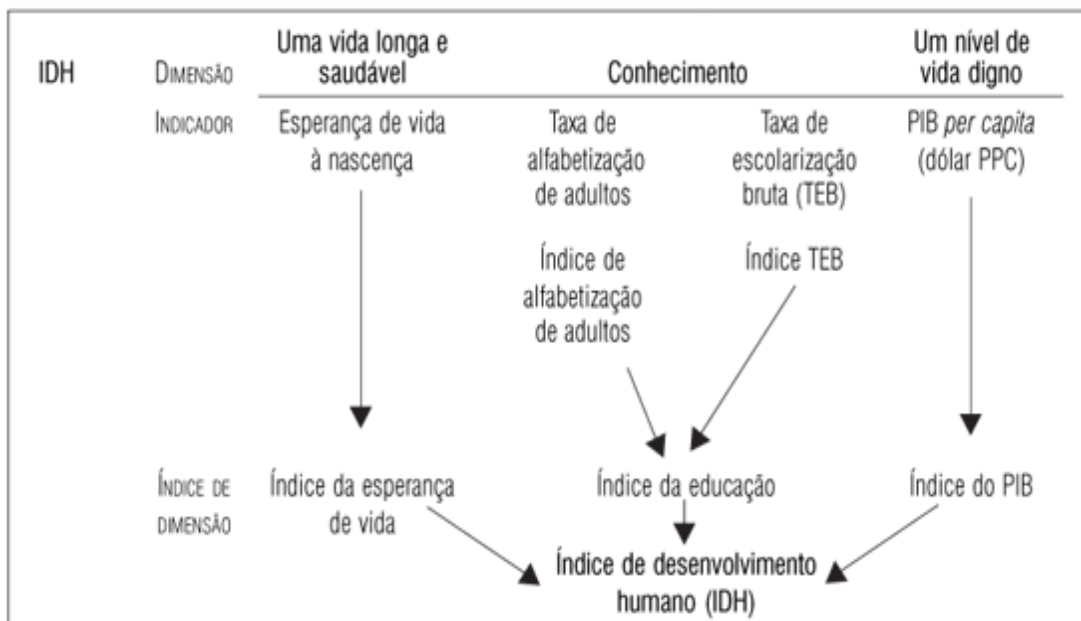 IDH
DIMENSÃO
Uma vida longa e
saudável
Conhecimento
Um nível de
vida digno
INDICADOR
Esperança de vida
à nascença
Taxa de
alfabetização
de adultos
Taxa de
escolarização
bruta (TEB)
PIB per capita
(dólar PPC)
Índice de
alfabetização
de adultos
Índice TEB
ÍNDICE DE
DIMENSÃO
Índice da esperança
de vida
Índice da educação
Índice do PIB
Índice de desenvolvimento
humano (IDH)